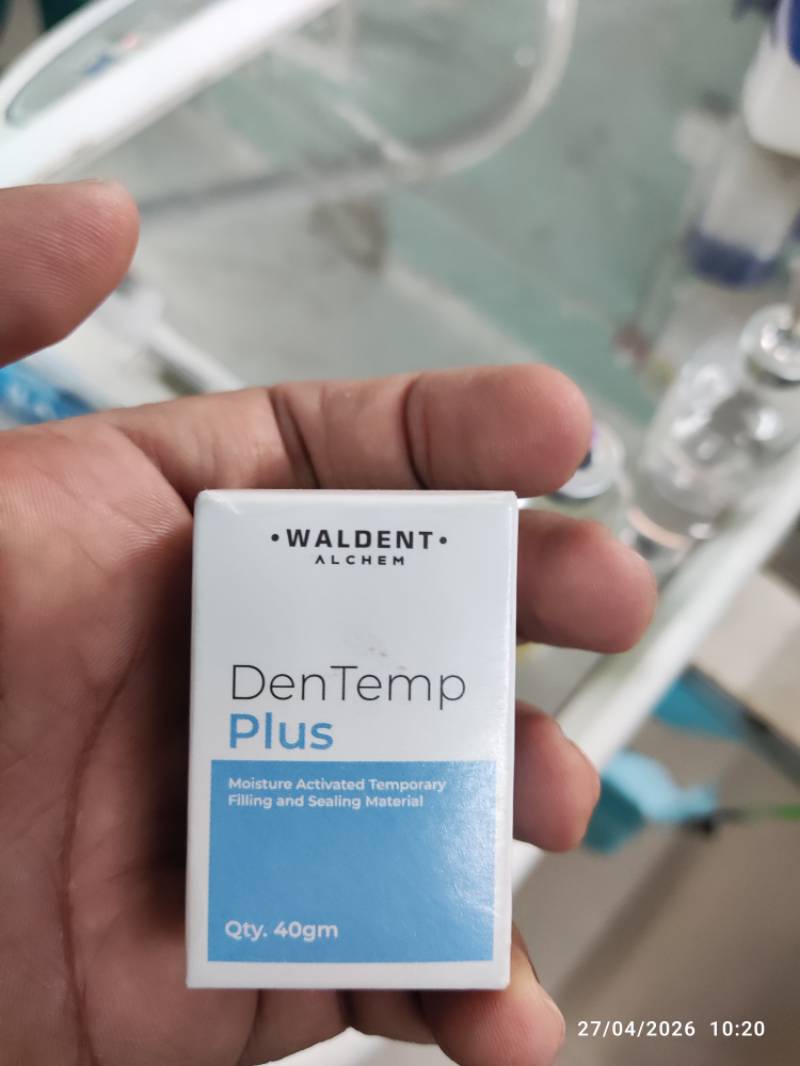 •WALDENT•
ALCHEM
DenTemp
Plus
Moisture Activated Temporary
Filling and Sealing Material
Qty. 40gm
27/04/2026 10:20